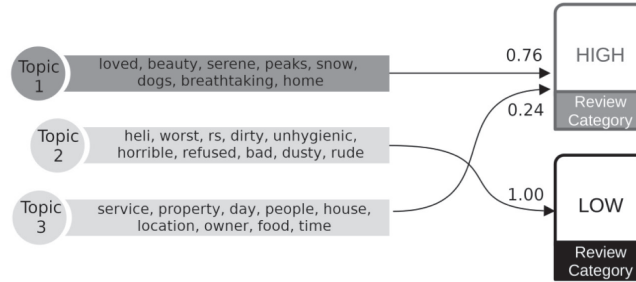 Topic
1
loved, beauty, serene, peaks, snow,
dogs, breathtaking, home
0.76
HIGH
Review
Category
0.24
Topic
2
heli, worst, rs, dirty, unhygienic,
horrible, refused, bad, dusty, rude
1.00
LOW
Review
Category
Topic
3
service, property, day, people, house,
location, owner, food, time